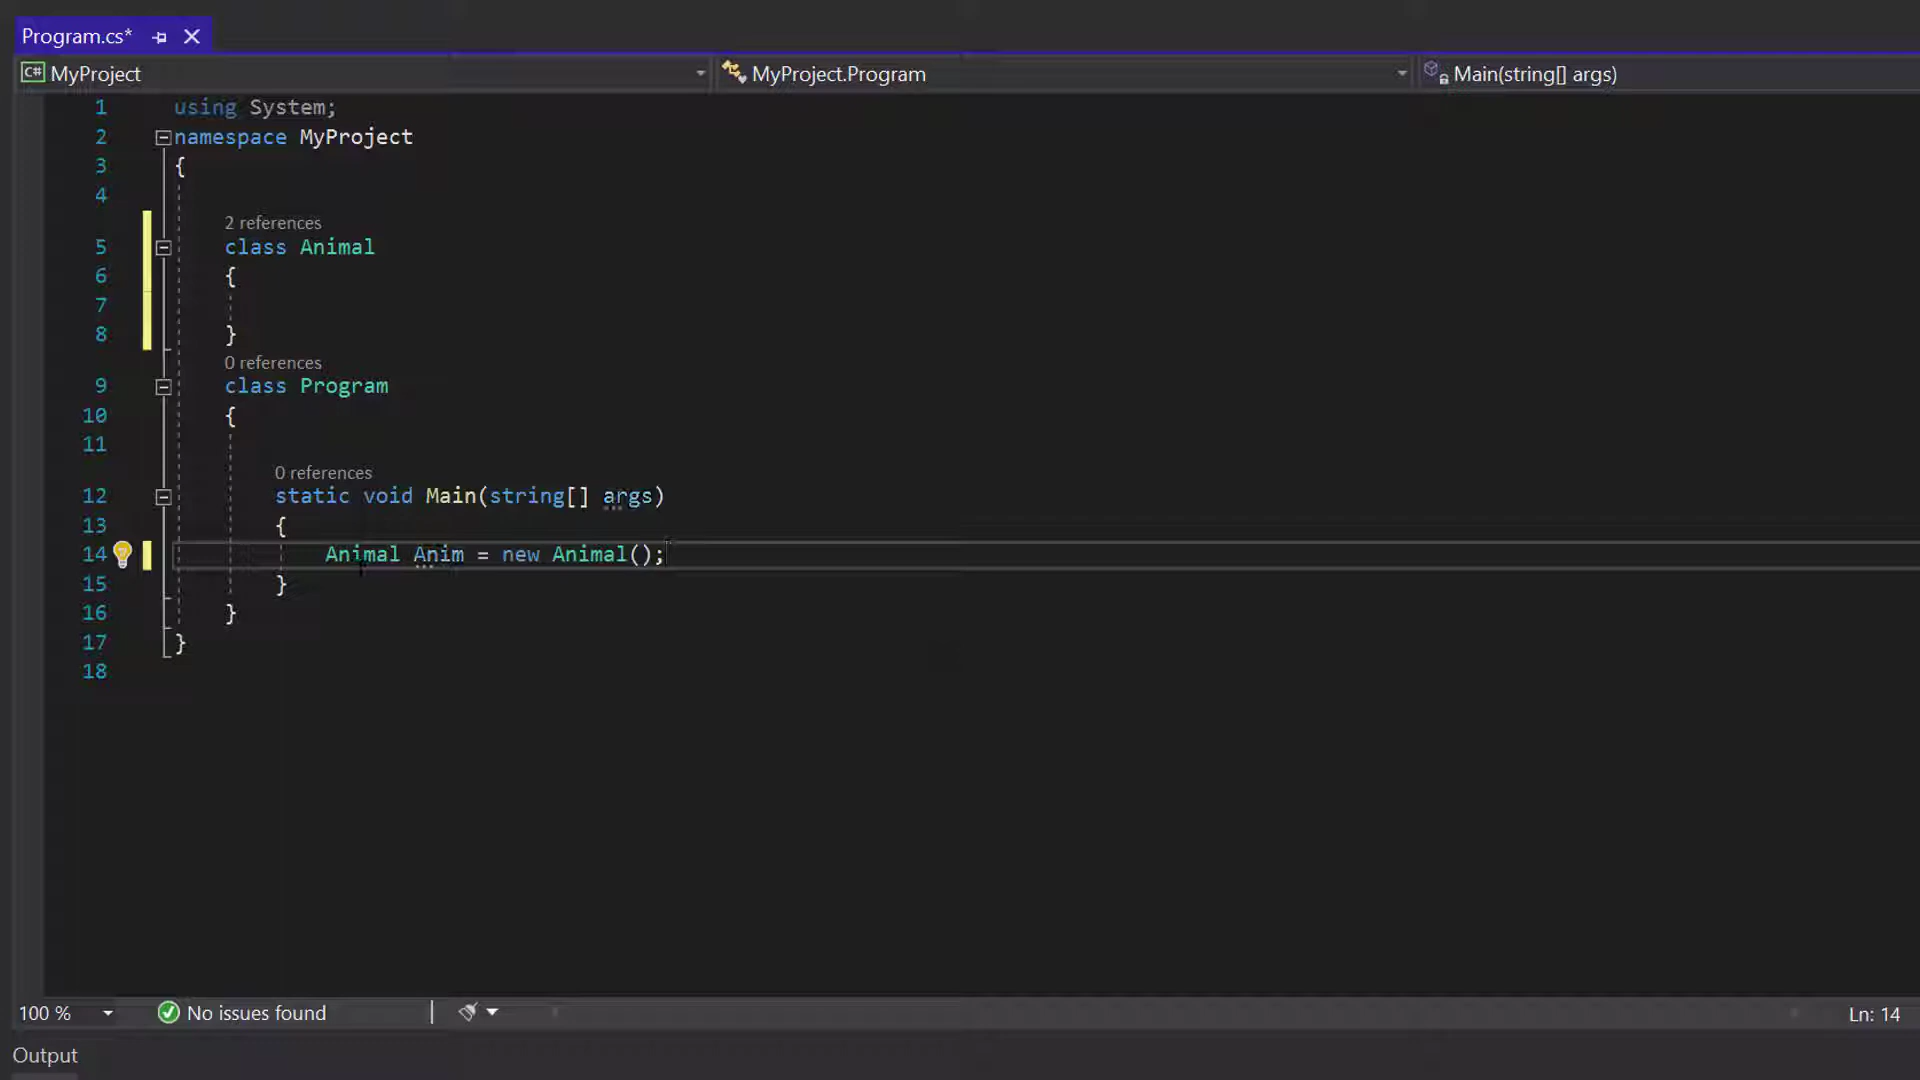 Program.cs*
MyProject MyProject.Program Main(string[] args)
1 using System;
2 namespace MyProject
3 {
4
2 references
5 class Animal
6 {
7
8 }
0 references
9 class Program
10 {
11
0 references
12 static void Main(string[] args)
13 {
14 Animal Anim = new Animal();
15 }
16 }
17 }
18
100 % No issues found Ln: 14
Output